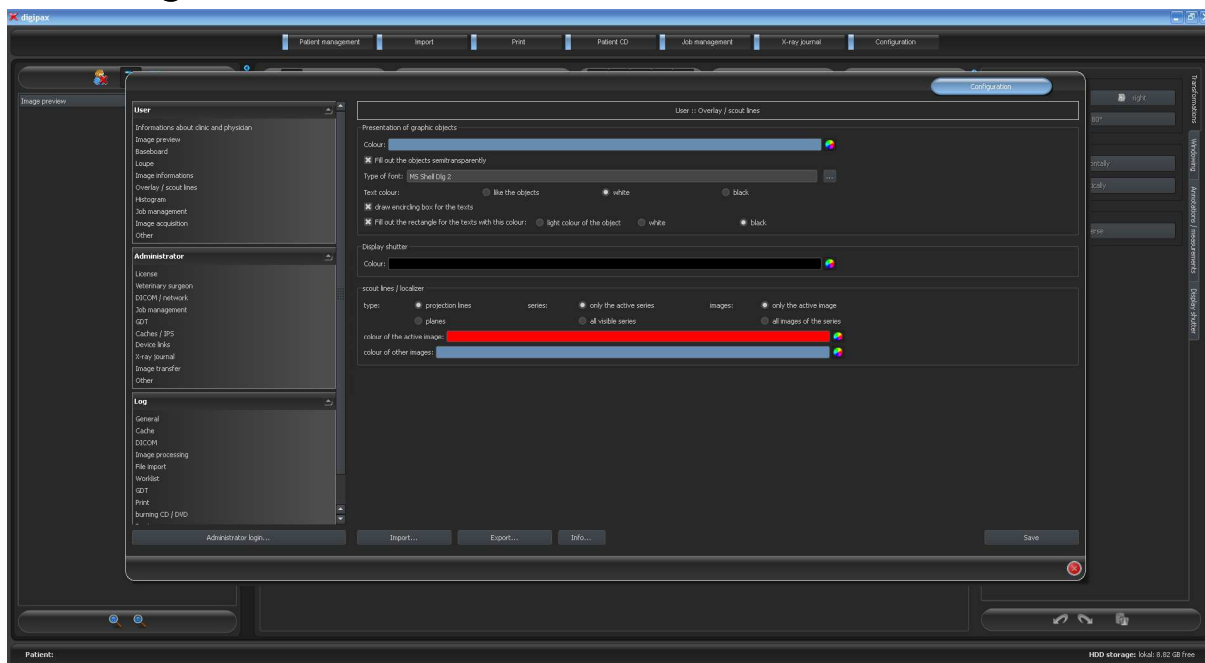 digipax
Patient management Import Print Patient CD Job management X-ray journal Configuration
Configuration
Image preview
right
80°
ontally
ically
erse
Transformations
Windowing
Annotations / measurements
Display shutter
User
Informations about clinic and physician
Image preview
Baseboard
Loupe
Image informations
Overlay / scout lines
Histogram
Job management
Image acquisition
Other
Administrator
License
Veterinary surgeon
DICOM / network
Job management
GDT
Caches / IPS
Device links
X-ray journal
Image transfer
Other
Log
General
Cache
DICOM
Image processing
File import
Worklist
GDT
Print
burning CD / DVD
Administrator login...
User :: Overlay / scout lines
Presentation of graphic objects
Colour:
Fill out the objects semitransparently
Type of font: MS Shell Dlg 2 ...
Text colour: like the objects white black
draw encircling box for the texts
Fill out the rectangle for the texts with this colour: light colour of the object white black
Display shutter
Colour:
scout lines / localizer
type: projection lines series: only the active series images: only the active image
planes all visible series all images of the series
colour of the active image:
colour of other images:
Import... Export... Info... Save
Patient: HDD storage: lokal: 8.82 GB free